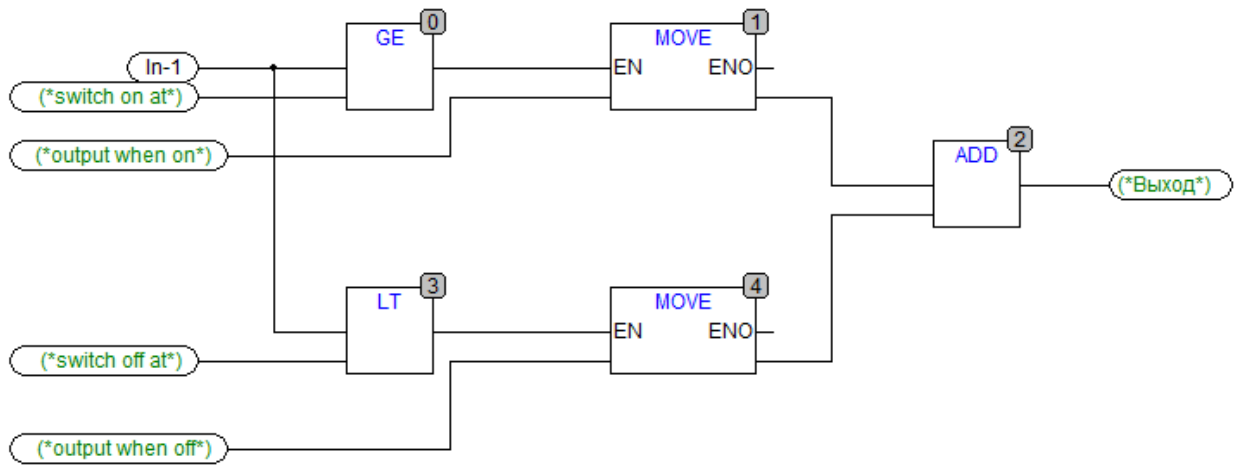 0
GE
1
MOVE
In-1
EN ENO
(*switch on at*)
2
ADD
(*output when on*)
(*Выход*)
3
LT
4
MOVE
EN ENO
(*switch off at*)
(*output when off*)